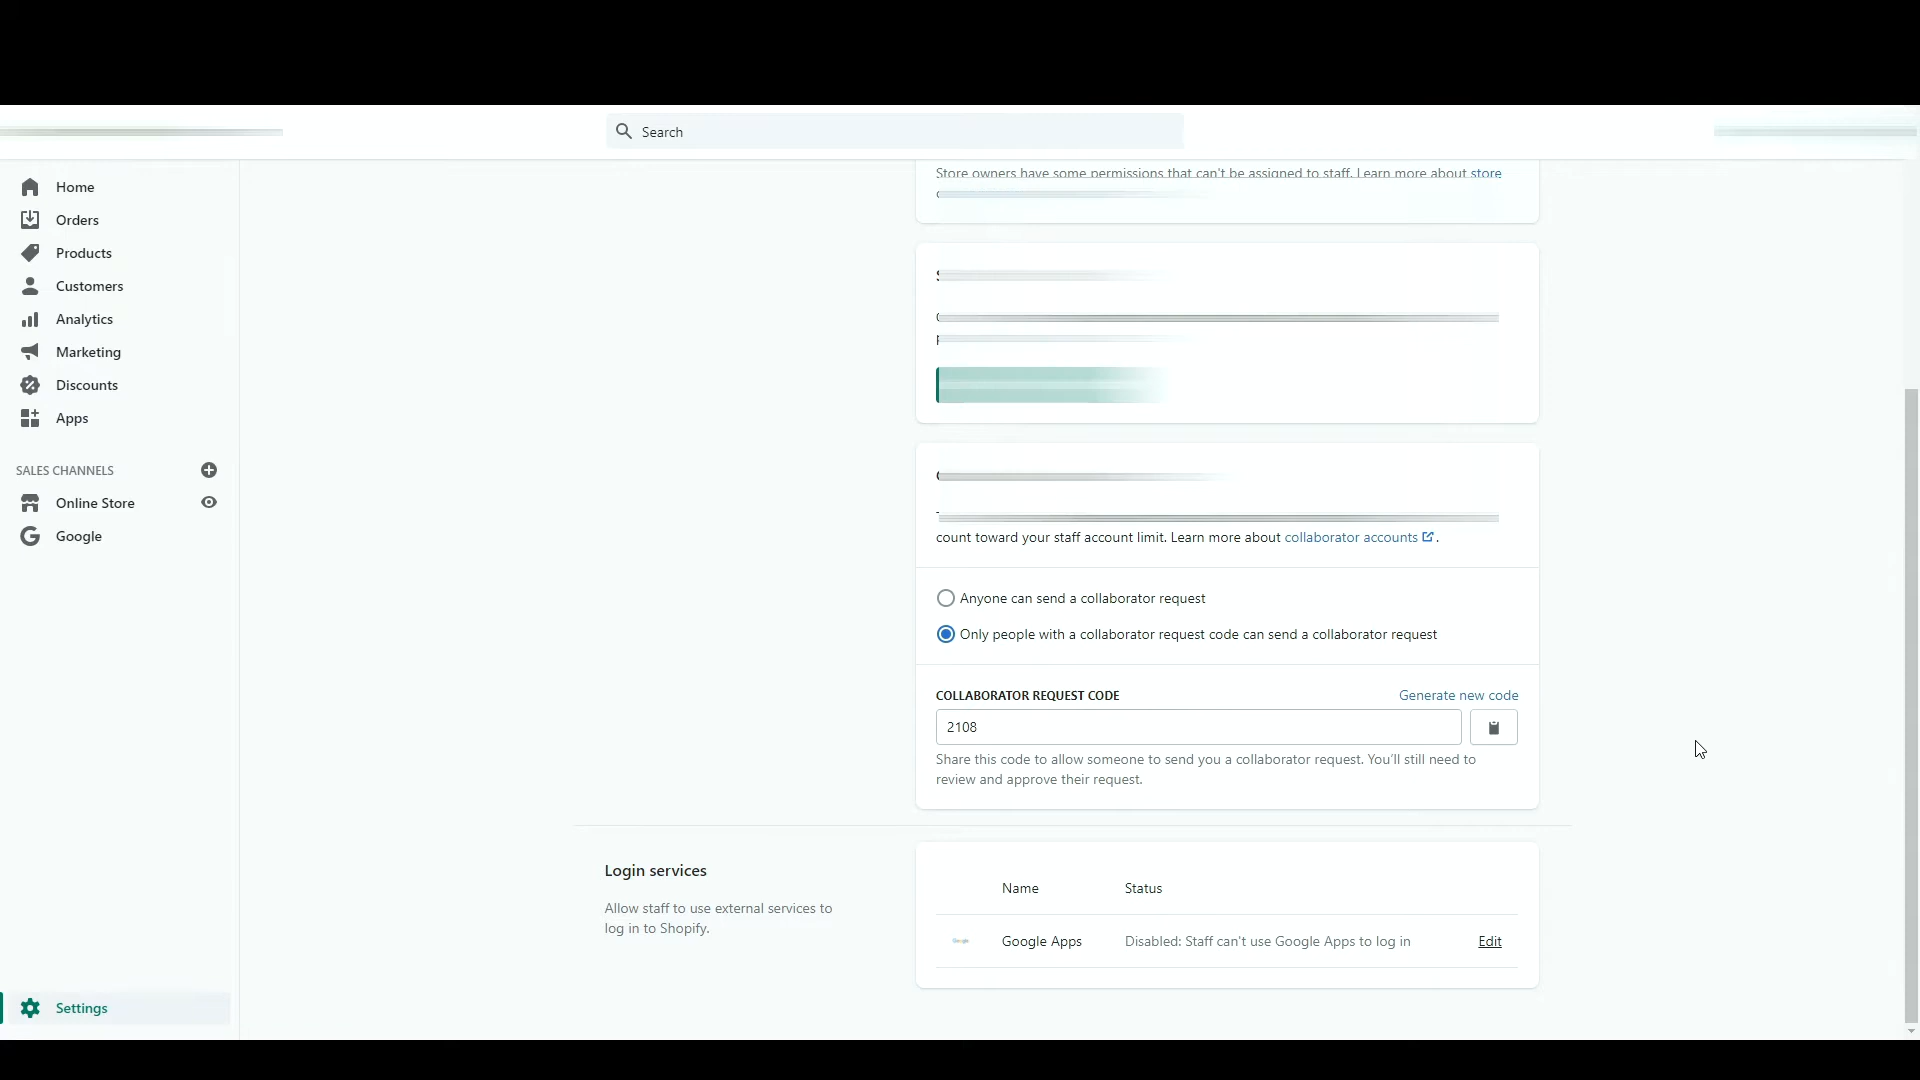 Search
Home
Orders
Products
Customers
Analytics
Marketing
Discounts
Apps
SALES CHANNELS
Online Store
Google
Settings
Store owners have some permissions that can't be assigned to staff. Learn more about store
count toward your staff account limit. Learn more about collaborator accounts.
Anyone can send a collaborator request
Only people with a collaborator request code can send a collaborator request
COLLABORATOR REQUEST CODE
Generate new code
2108
Share this code to allow someone to send you a collaborator request. You'll still need to
review and approve their request.
Login services
Allow staff to use external services to
log in to Shopify.
Name Status
Google Apps Disabled: Staff can't use Google Apps to log in Edit